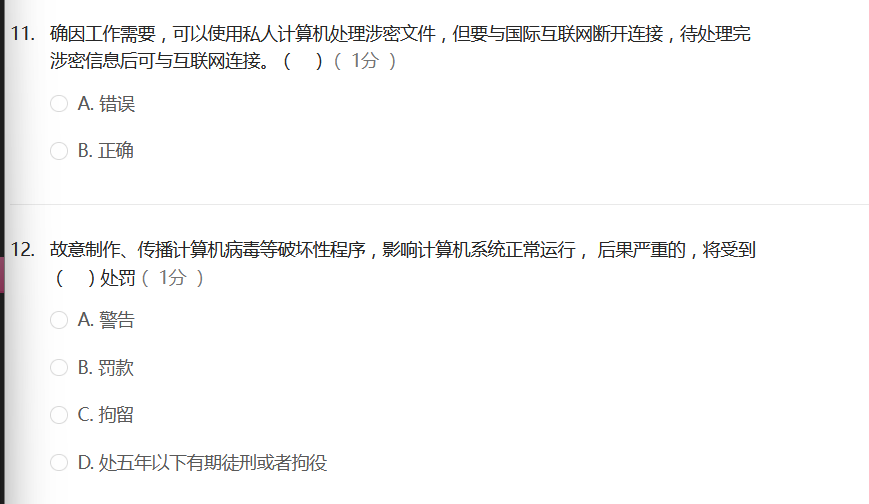 11. 确因工作需要，可以使用私人计算机处理涉密文件，但要与国际互联网断开连接，待处理完
涉密信息后可与互联网连接。（ ）（ 1分 ）
A. 错误
B. 正确
12. 故意制作、传播计算机病毒等破坏性程序，影响计算机系统正常运行， 后果严重的，将受到
（ ）处罚（ 1分 ）
A. 警告
B. 罚款
C. 拘留
D. 处五年以下有期徒刑或者拘役